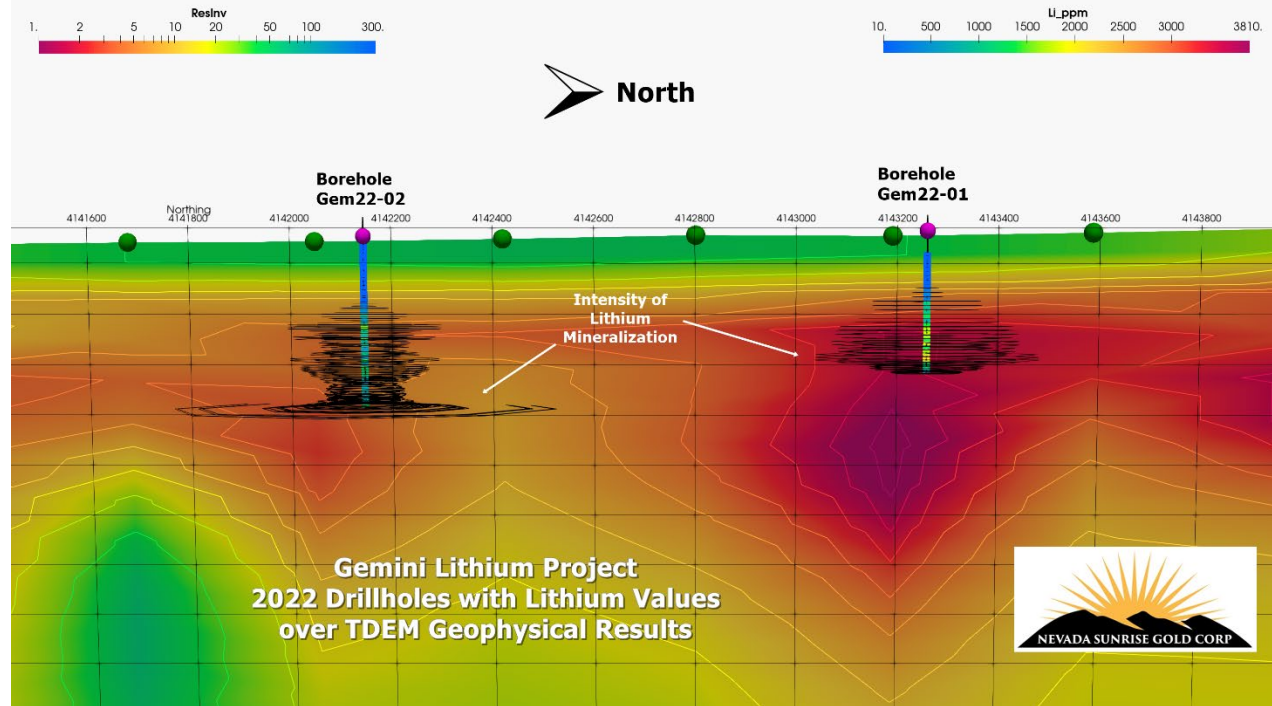 ResInv
1. 2 5 10 20 50 100 300.
Li_ppm
10. 500 1000 1500 2000 2500 3000 3810.
North
Borehole
Gem22-02
Borehole
Gem22-01
Northing
4141600 4141800 4142000 4142200 4142400 4142600 4142800 4143000 4143200 4143400 4143600 4143800
Intensity of
Lithium
Mineralization
Gemini Lithium Project
2022 Drillholes with Lithium Values
over TDEM Geophysical Results
NEVADA SUNRISE GOLD CORP